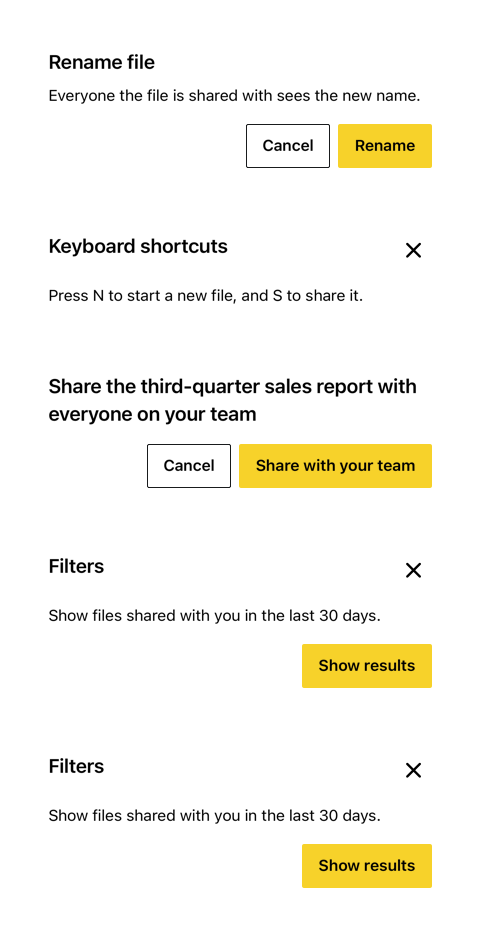 Rename file
Everyone the file is shared with sees the new name.
Cancel
Rename
Keyboard shortcuts
Press N to start a new file, and S to share it.
Share the third-quarter sales report with
everyone on your team
Cancel
Share with your team
Filters
Show files shared with you in the last 30 days.
Show results
Filters
Show files shared with you in the last 30 days.
Show results